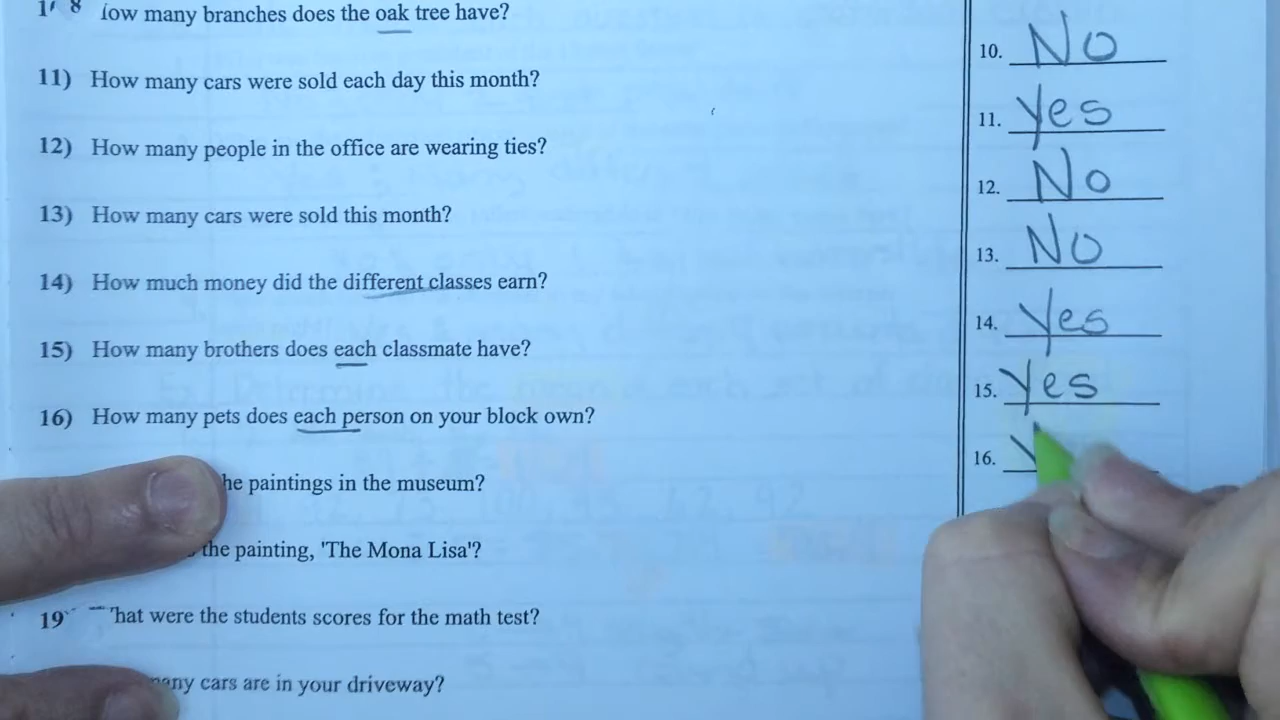 many branches does the oak tree have?
10. No
11) How many cars were sold each day this month?
11. Yes
12) How many people in the office are wearing ties?
12. No
13) How many cars were sold this month?
13. No
14) How much money did the different classes earn?
14. Yes
15) How many brothers does each classmate have?
15. Yes
16) How many pets does each person on your block own?
16.
paintings in the museum?
the painting, 'The Mona Lisa'?
19 were the students scores for the math test?
cars are in your driveway?